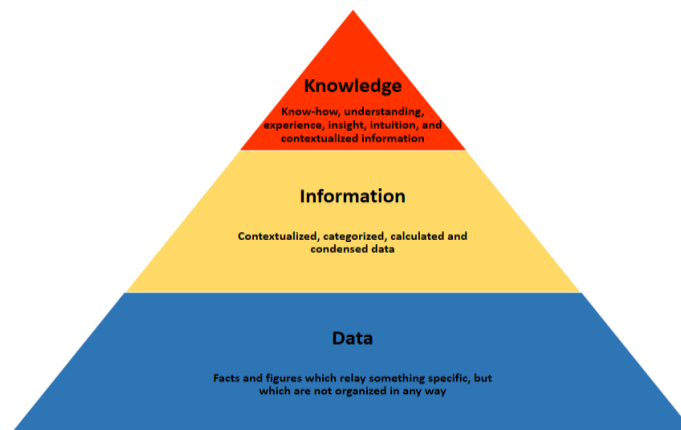 Knowledge
Know-how, understanding,
experience, insight, intuition, and
contextualized information
Information
Contextualized, categorized, calculated and
condensed data
Data
Facts and figures which relay something specific, but
which are not organized in any way